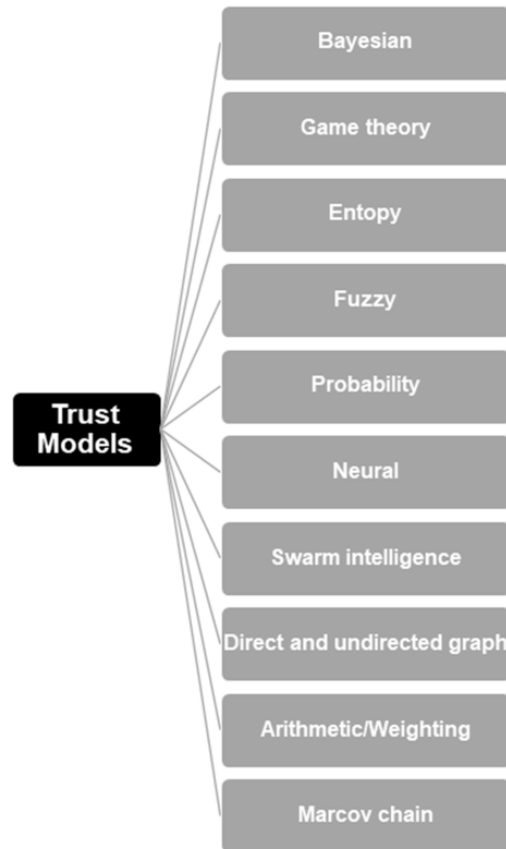 Bayesian
Game theory
Entopy
Fuzzy
Probability
Trust
Models
Neural
Swarm intelligence
Direct and undirected graph
Arithmetic/Weighting
Marcov chain